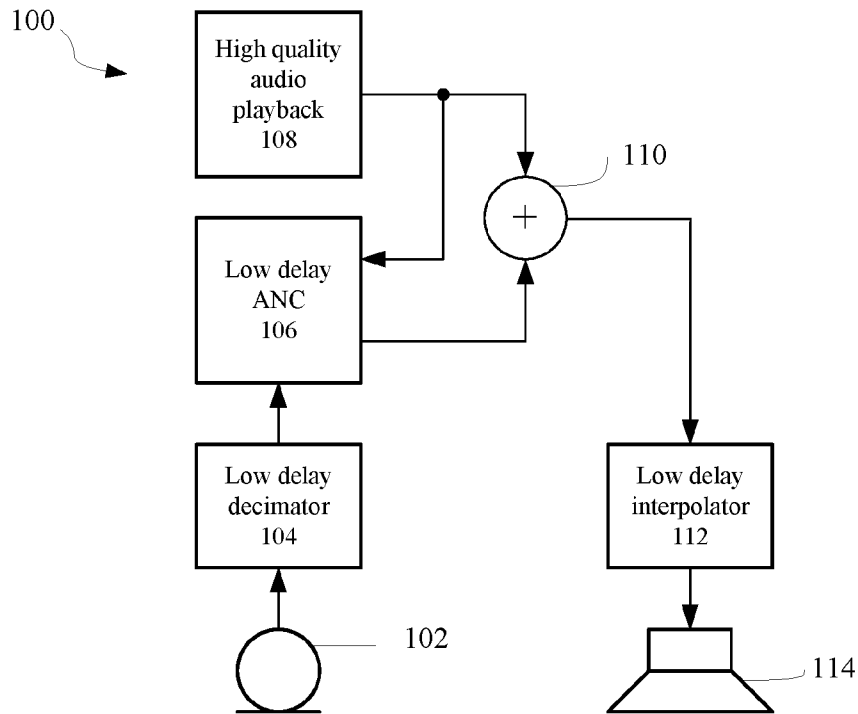 100
High quality
audio
playback
108
110
+
Low delay
ANC
106
Low delay
decimator
104
Low delay
interpolator
112
102
114